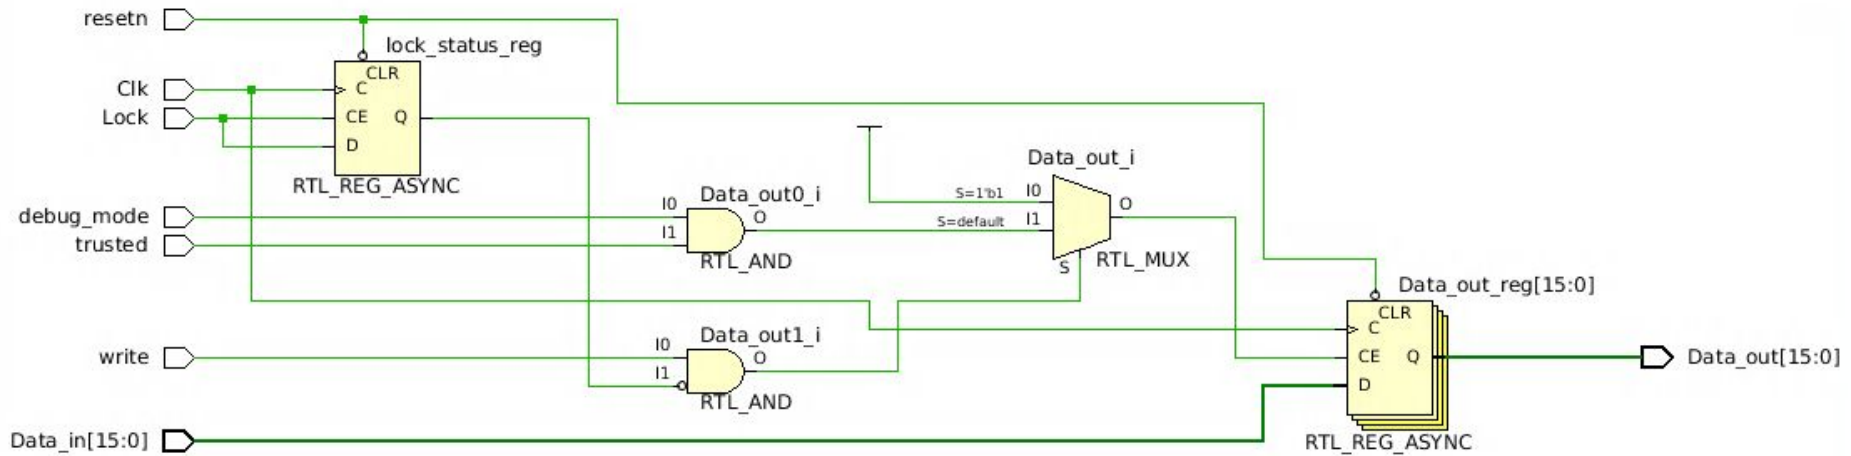 resetn
lock_status_reg
CLR
Clk
C
Lock
CE
Q
D
RTL_REG_ASYNC
Data_out_i
S=1'b1
I0
O
S=default
I1
S
RTL_MUX
debug_mode
trusted
Data_out0_i
I0
O
I1
RTL_AND
Data_out1_i
write
I0
O
I1
RTL_AND
Data_out_reg[15:0]
CLR
C
CE
Q
D
RTL_REG_ASYNC
Data_out[15:0]
Data_in[15:0]